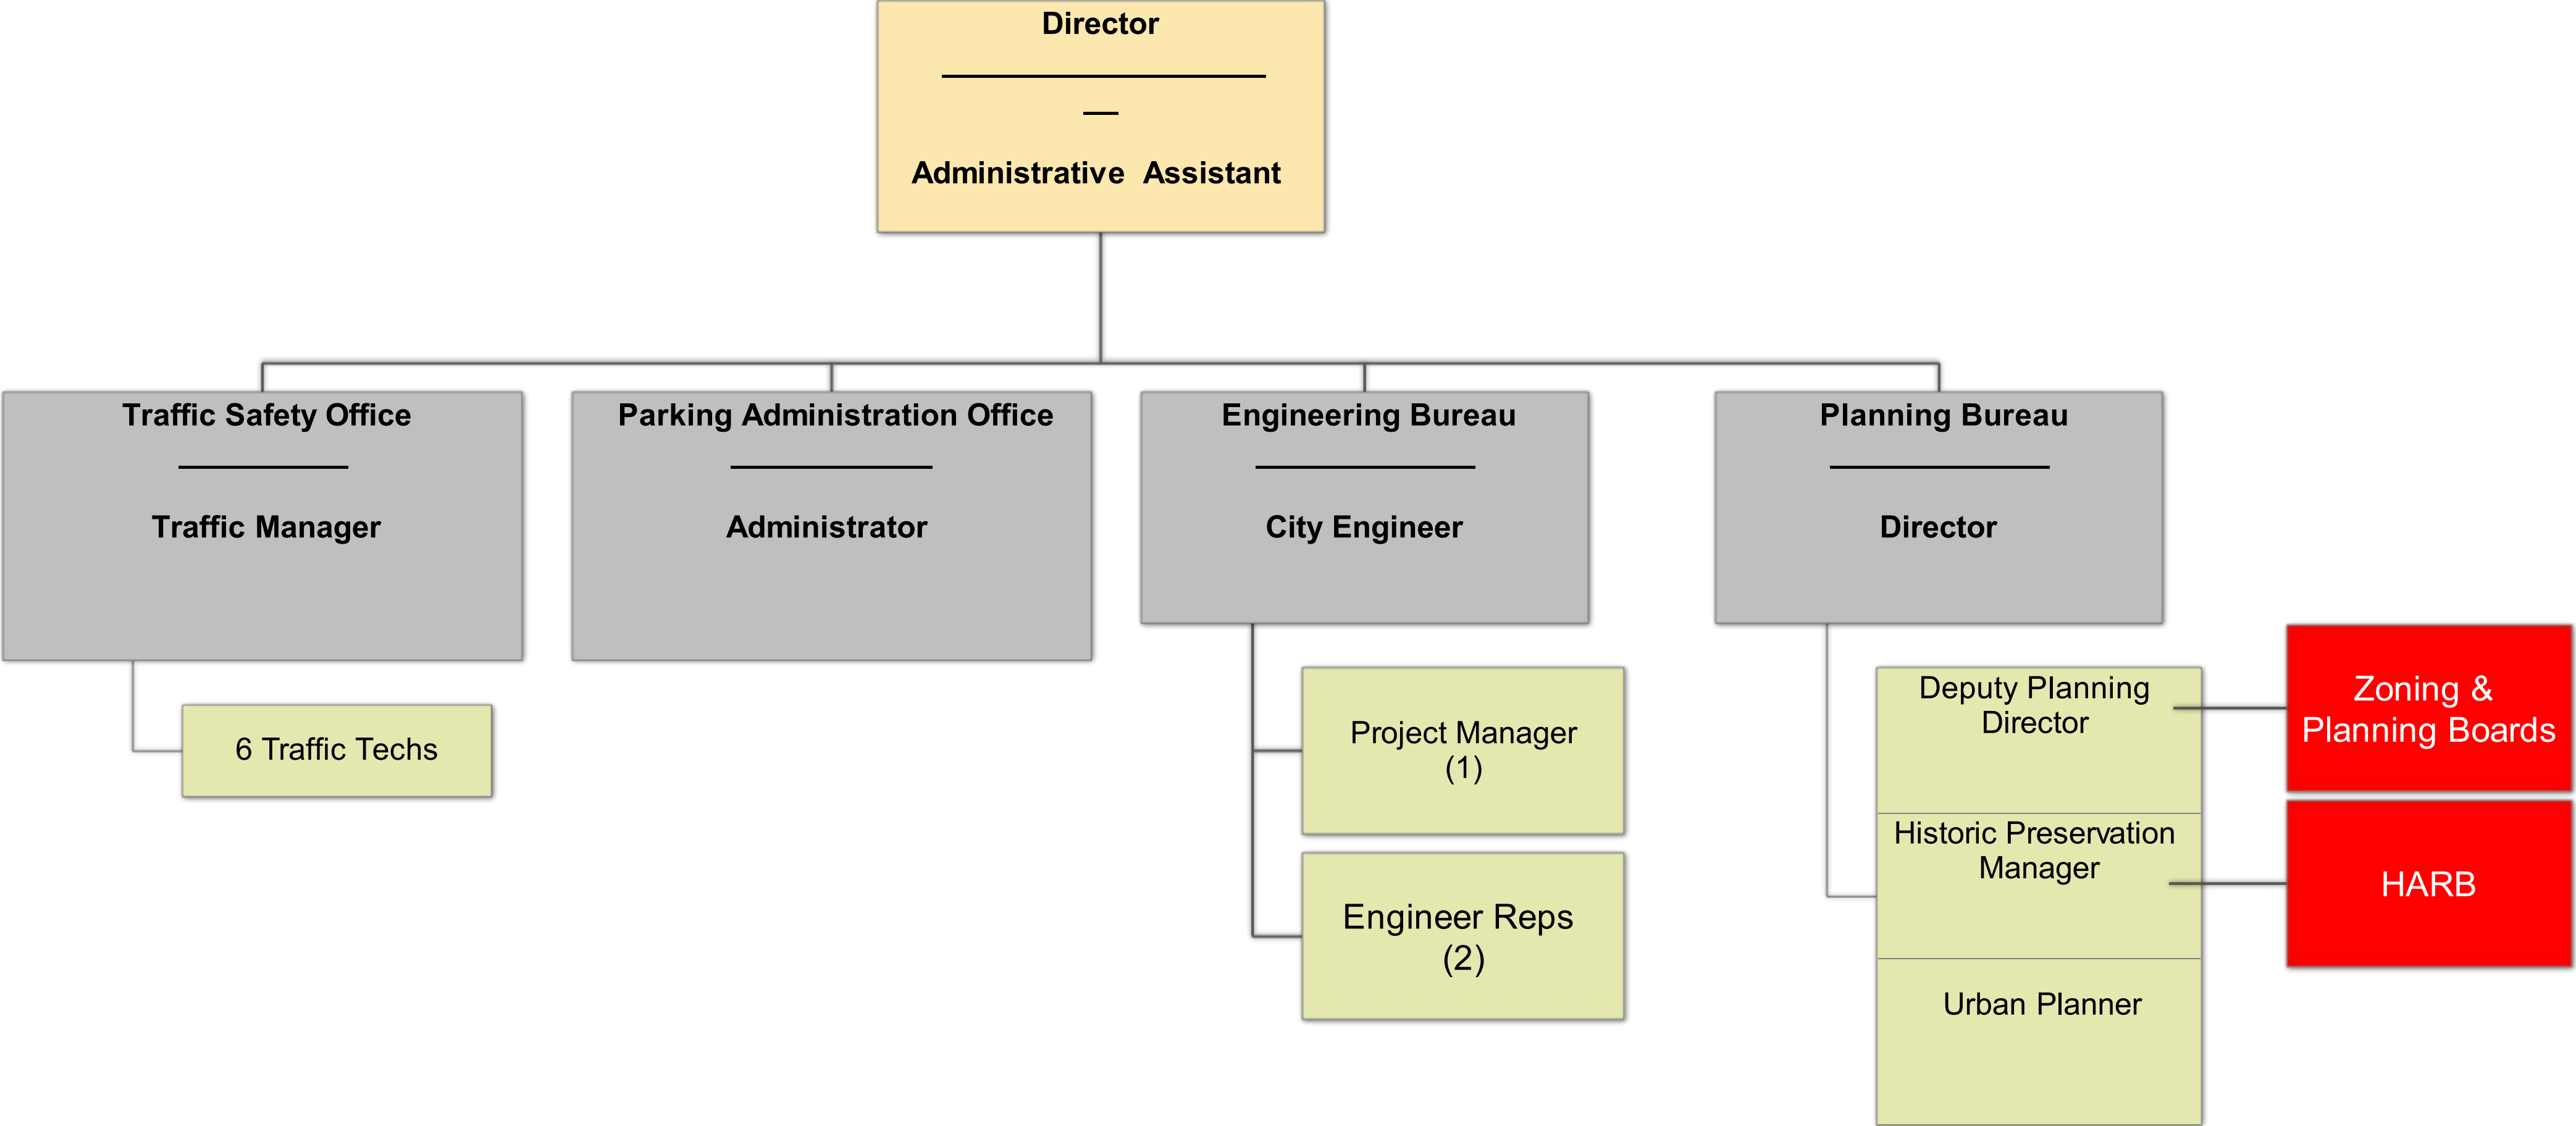 Director
Administrative Assistant
Traffic Safety Office
Traffic Manager
Parking Administration Office
Administrator
Engineering Bureau
City Engineer
Planning Bureau
Director
6 Traffic Techs
Project Manager
(1)
Engineer Reps
(2)
Deputy Planning
Director
Historic Preservation
Manager
Urban Planner
Zoning &
Planning Boards
HARB